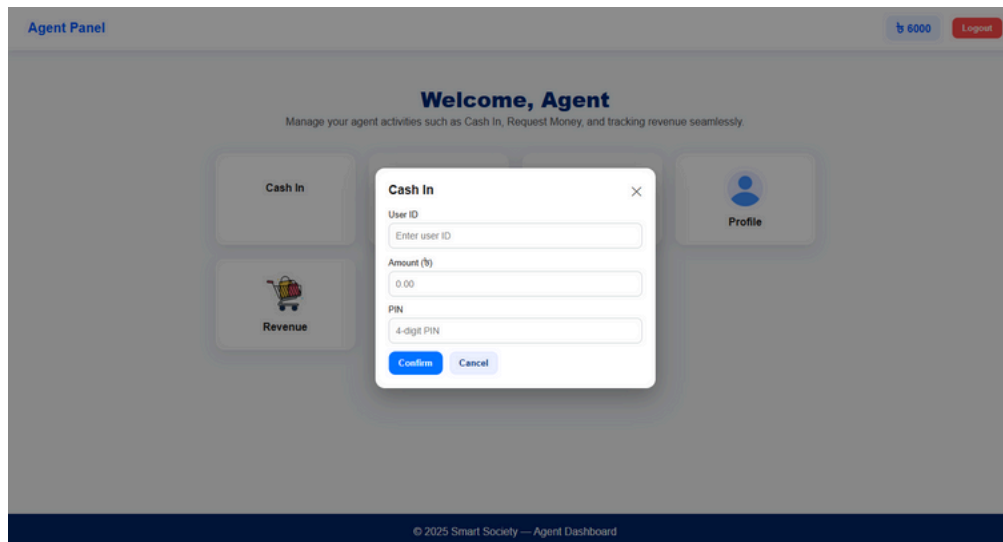 Agent Panel
৳ 6000
Logout
Welcome, Agent
Manage your agent activities such as Cash In, Request Money, and tracking revenue seamlessly.
Cash In
Profile
Revenue
Cash In
User ID
Enter user ID
Amount (৳)
0.00
PIN
4-digit PIN
Confirm
Cancel
© 2025 Smart Society — Agent Dashboard